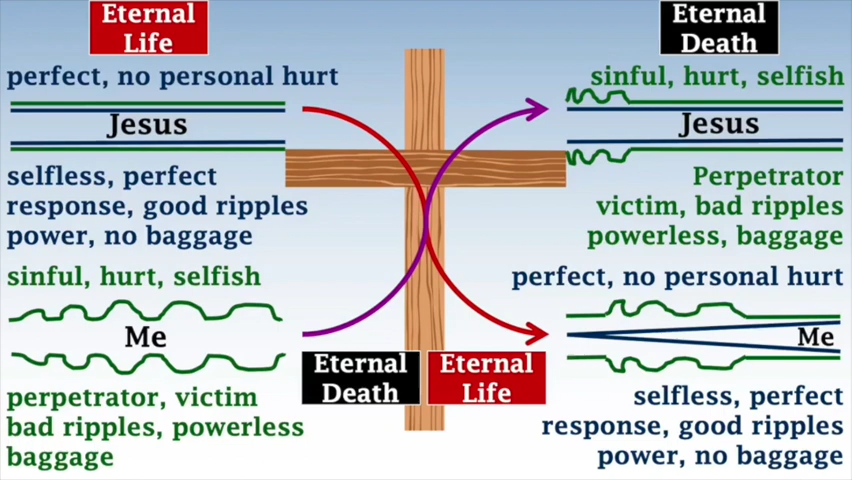 Eternal
Life
perfect, no personal hurt
Jesus
selfless, perfect
response, good ripples
power, no baggage
sinful, hurt, selfish
Me
perpetrator, victim
bad ripples, powerless
baggage
Eternal
Death
Eternal
Life
Eternal
Death
sinful, hurt, selfish
Jesus
Perpetrator
victim, bad ripples
powerless, baggage
perfect, no personal hurt
Me
selfless, perfect
response, good ripples
power, no baggage